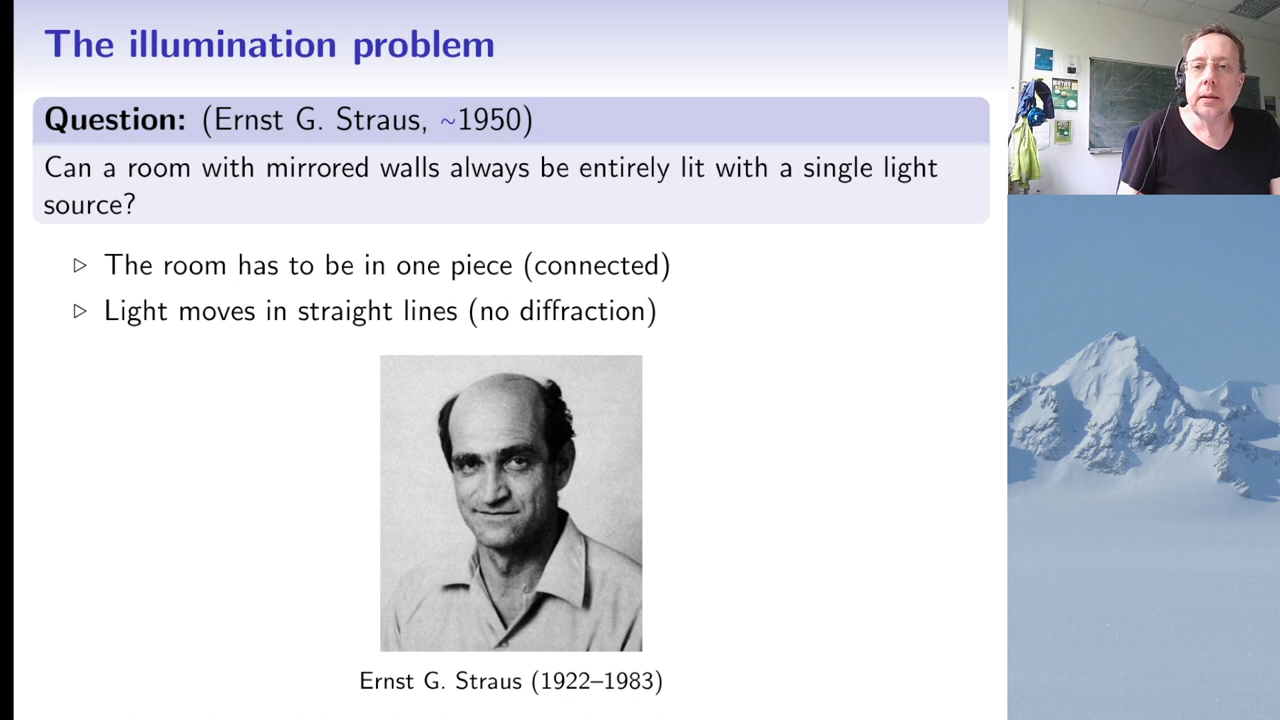 The illumination problem
Question: (Ernst G. Straus, ~1950)
Can a room with mirrored walls always be entirely lit with a single light
source?
▷ The room has to be in one piece (connected)
▷ Light moves in straight lines (no diffraction)
Ernst G. Straus (1922–1983)